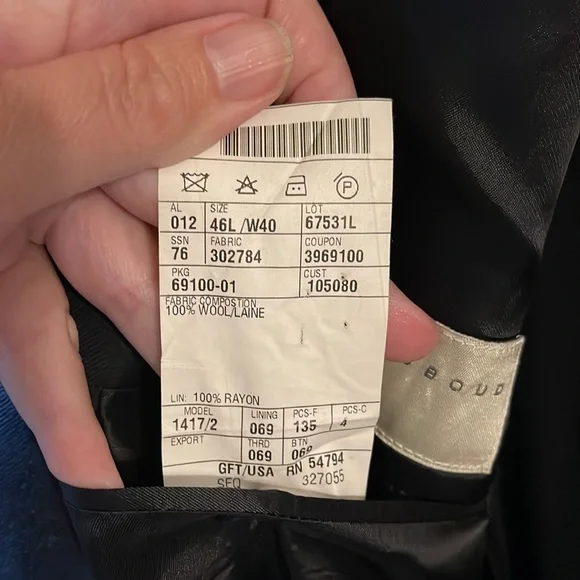 P
AL SIZE LOT
012 46L/W40 67531L
SSN FABRIC COUPON
76 302784 3969100
PKG CUST
69100-01 105080
FABRIC COMPOSTION
100% WOOL/LAINE
LIN: 100% RAYON
MODEL LINING PCS-F PCS-C
1417/2 069 135 / 4
EXPORT THRD BTN
069 069
GFT/USA RN 54794
SEQ 327055
BOUD